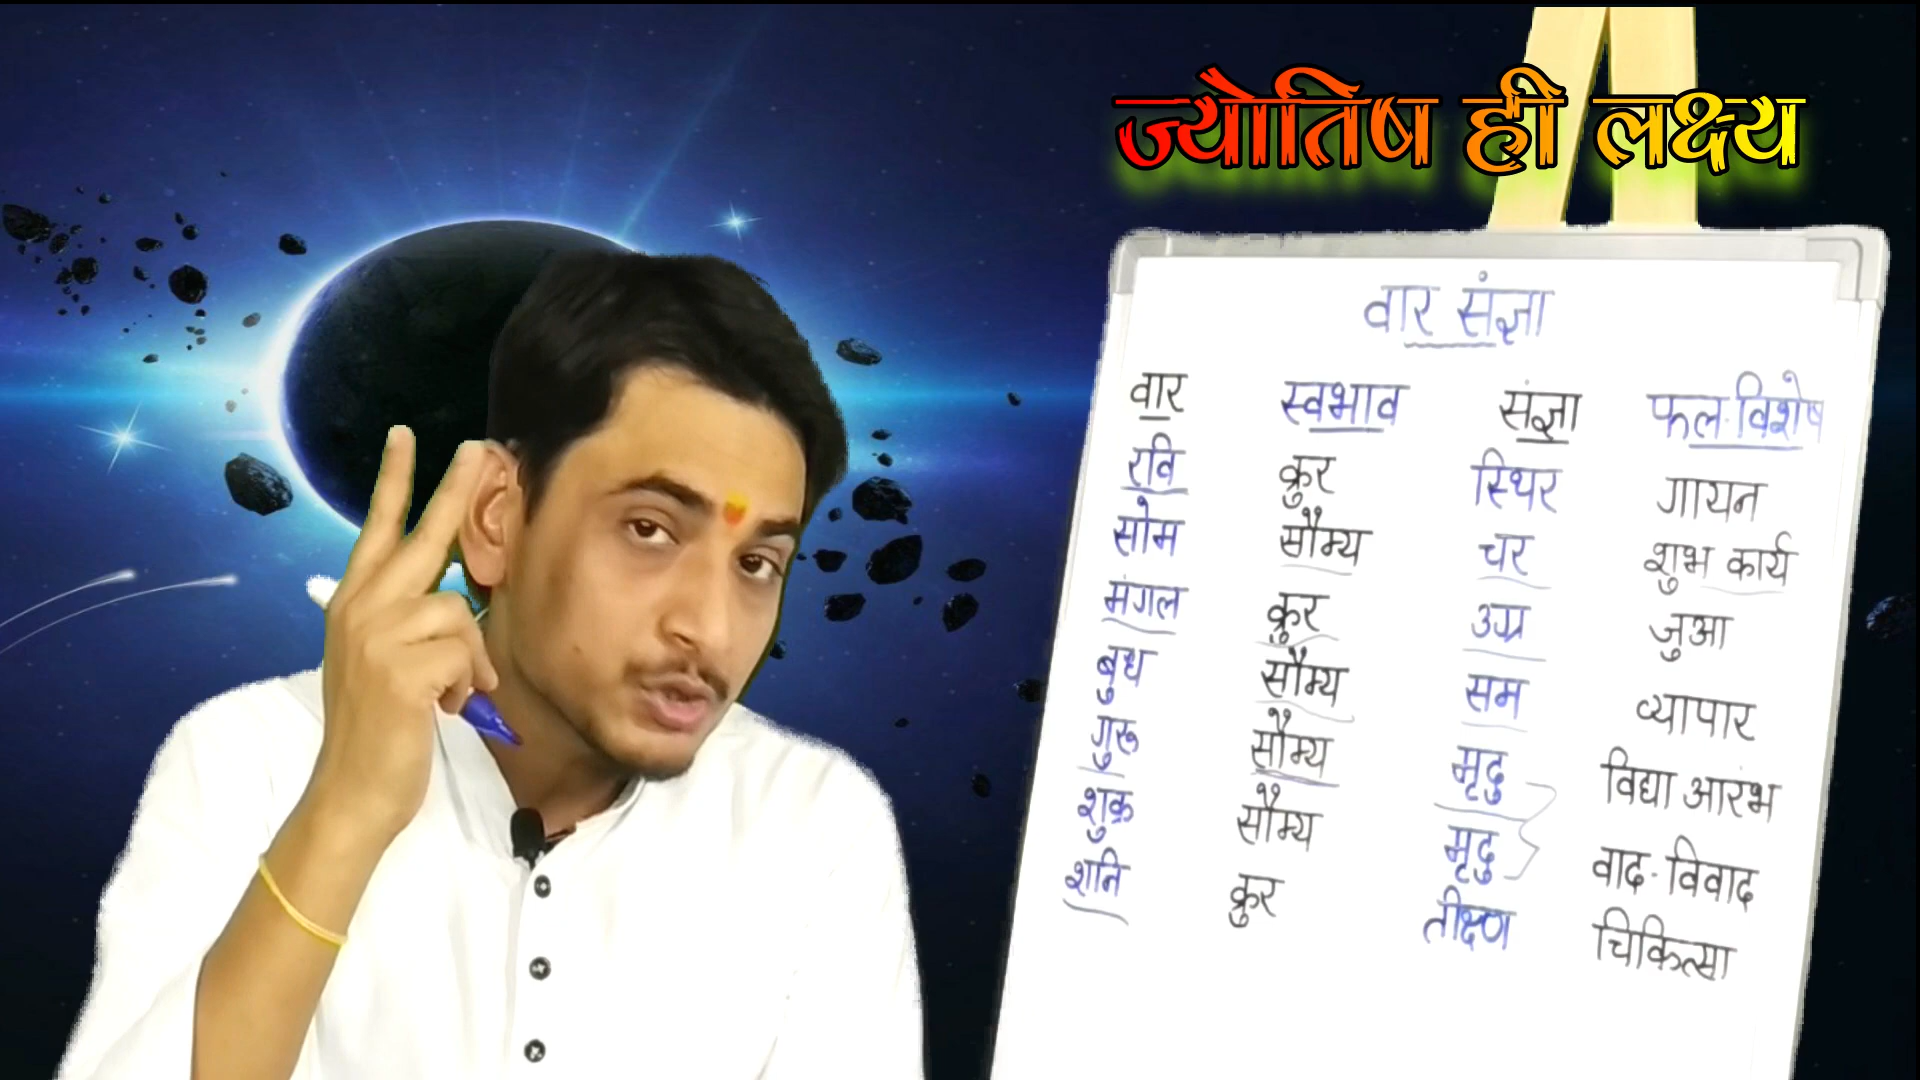 ज्यौतिष ही लक्ष्य
वार संज्ञा
वार स्वभाव संज्ञा फल-विशेष
रवि क्रुर स्थिर गायन
सोम सौम्य चर शुभ कार्य
मंगल क्रुर उग्र जुआ
बुध सौम्य सम व्यापार
गुरू सौम्य मृदु विद्या आरंभ
शुक्र सौम्य मृदु वाद-विवाद
शनि क्रुर तीक्ष्ण चिकित्सा